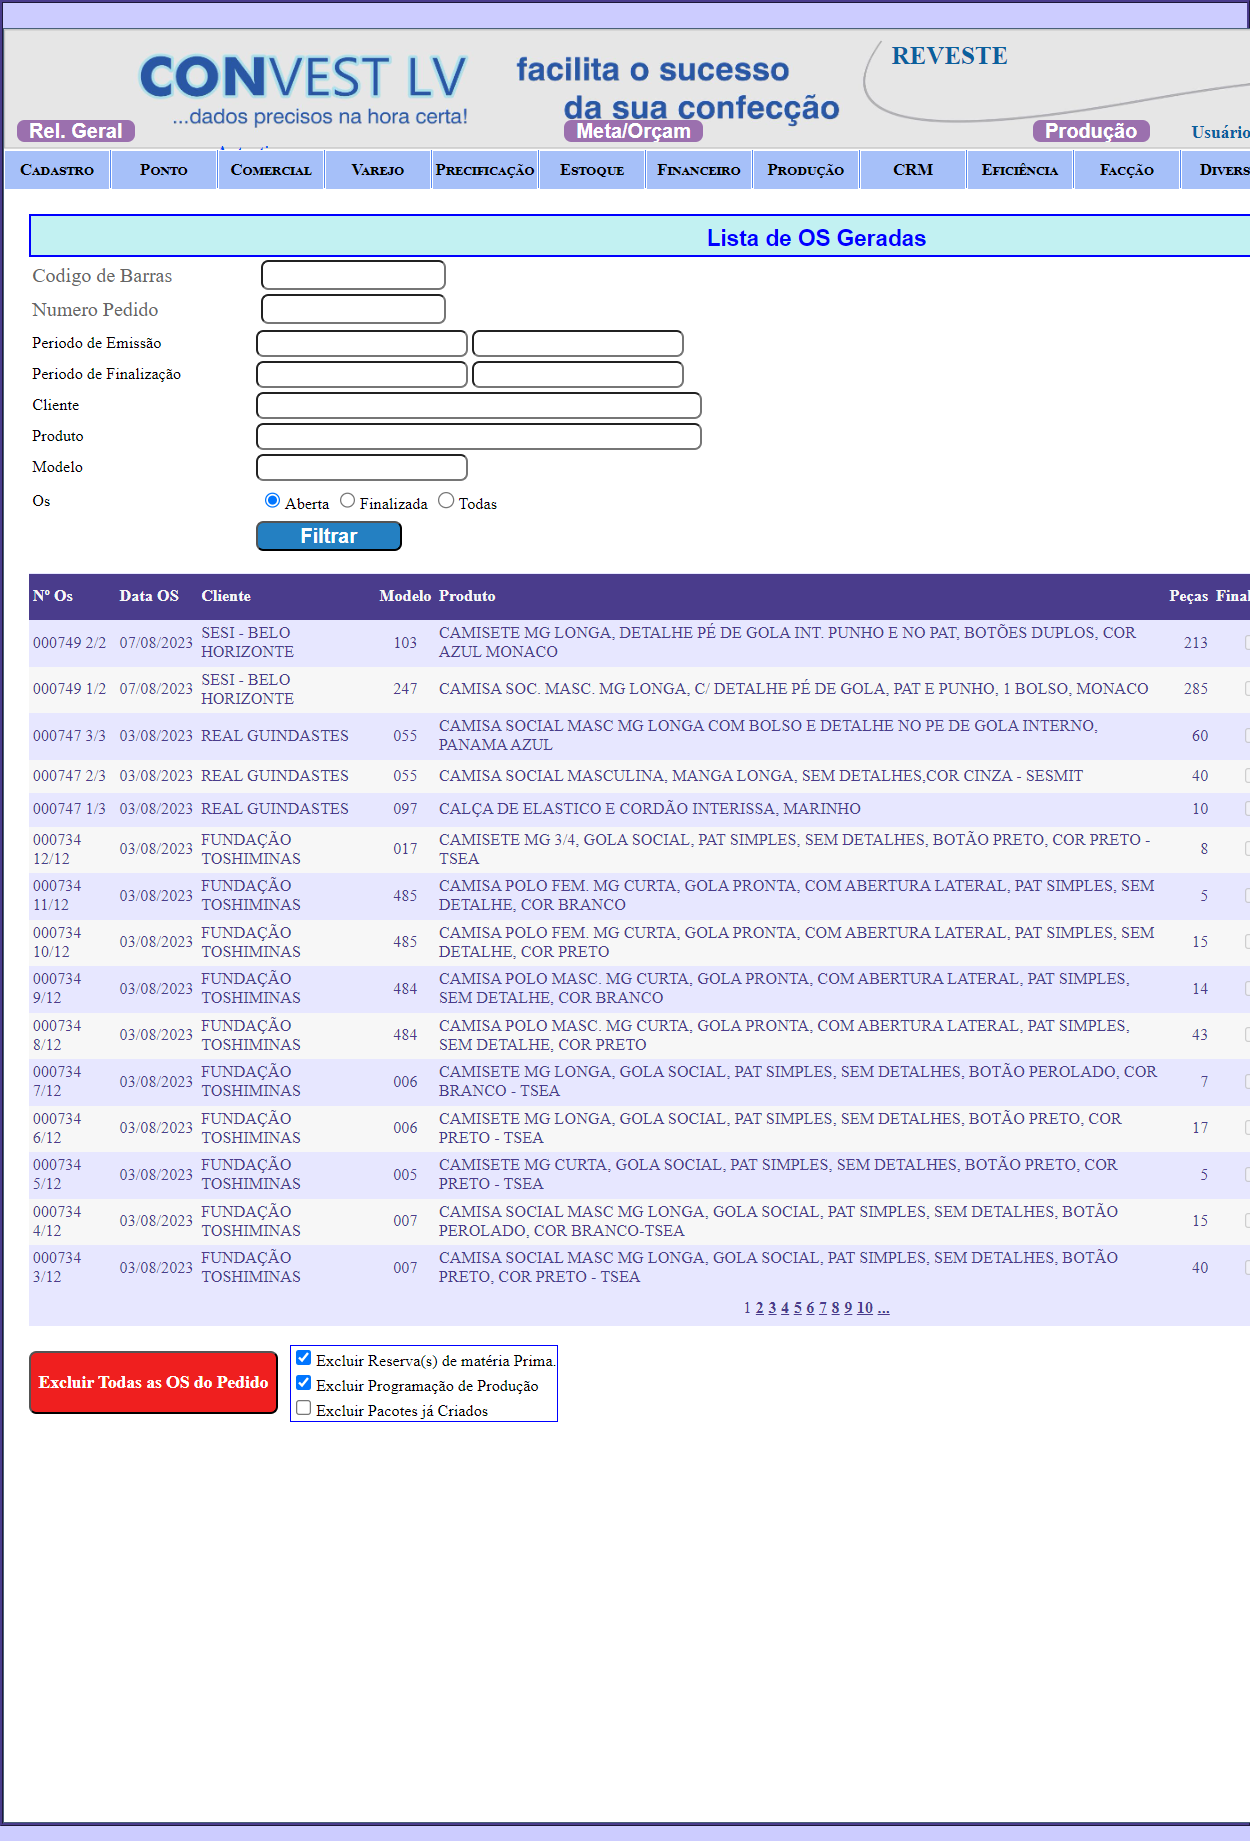 CONVEST LV
...dados precisos na hora certa!
facilita o sucesso
da sua confecção
REVESTE
Rel. Geral
Meta/Orçam
Produção
Usuário
Cadastro
Ponto
Comercial
Varejo
Precificação
Estoque
Financeiro
Produção
CRM
Eficiência
Facção
Divers
Lista de OS Geradas
Codigo de Barras
Numero Pedido
Periodo de Emissão
Periodo de Finalização
Cliente
Produto
Modelo
Os Aberta Finalizada Todas
Filtrar
Nº Os Data OS Cliente Modelo Produto Peças Final
000749 2/2 07/08/2023 SESI - BELO HORIZONTE 103 CAMISETE MG LONGA, DETALHE PÉ DE GOLA INT. PUNHO E NO PAT, BOTÕES DUPLOS, COR AZUL MONACO 213
000749 1/2 07/08/2023 SESI - BELO HORIZONTE 247 CAMISA SOC. MASC. MG LONGA, C/ DETALHE PÉ DE GOLA, PAT E PUNHO, 1 BOLSO, MONACO 285
000747 3/3 03/08/2023 REAL GUINDASTES 055 CAMISA SOCIAL MASC MG LONGA COM BOLSO E DETALHE NO PE DE GOLA INTERNO, PANAMA AZUL 60
000747 2/3 03/08/2023 REAL GUINDASTES 055 CAMISA SOCIAL MASCULINA, MANGA LONGA, SEM DETALHES,COR CINZA - SESMIT 40
000747 1/3 03/08/2023 REAL GUINDASTES 097 CALÇA DE ELASTICO E CORDÃO INTERISSA, MARINHO 10
000734 12/12 03/08/2023 FUNDAÇÃO TOSHIMINAS 017 CAMISETE MG 3/4, GOLA SOCIAL, PAT SIMPLES, SEM DETALHES, BOTÃO PRETO, COR PRETO - TSEA 8
000734 11/12 03/08/2023 FUNDAÇÃO TOSHIMINAS 485 CAMISA POLO FEM. MG CURTA, GOLA PRONTA, COM ABERTURA LATERAL, PAT SIMPLES, SEM DETALHE, COR BRANCO 5
000734 10/12 03/08/2023 FUNDAÇÃO TOSHIMINAS 485 CAMISA POLO FEM. MG CURTA, GOLA PRONTA, COM ABERTURA LATERAL, PAT SIMPLES, SEM DETALHE, COR PRETO 15
000734 9/12 03/08/2023 FUNDAÇÃO TOSHIMINAS 484 CAMISA POLO MASC. MG CURTA, GOLA PRONTA, COM ABERTURA LATERAL, PAT SIMPLES, SEM DETALHE, COR BRANCO 14
000734 8/12 03/08/2023 FUNDAÇÃO TOSHIMINAS 484 CAMISA POLO MASC. MG CURTA, GOLA PRONTA, COM ABERTURA LATERAL, PAT SIMPLES, SEM DETALHE, COR PRETO 43
000734 7/12 03/08/2023 FUNDAÇÃO TOSHIMINAS 006 CAMISETE MG LONGA, GOLA SOCIAL, PAT SIMPLES, SEM DETALHES, BOTÃO PEROLADO, COR BRANCO - TSEA 7
000734 6/12 03/08/2023 FUNDAÇÃO TOSHIMINAS 006 CAMISETE MG LONGA, GOLA SOCIAL, PAT SIMPLES, SEM DETALHES, BOTÃO PRETO, COR PRETO - TSEA 17
000734 5/12 03/08/2023 FUNDAÇÃO TOSHIMINAS 005 CAMISETE MG CURTA, GOLA SOCIAL, PAT SIMPLES, SEM DETALHES, BOTÃO PRETO, COR PRETO - TSEA 5
000734 4/12 03/08/2023 FUNDAÇÃO TOSHIMINAS 007 CAMISA SOCIAL MASC MG LONGA, GOLA SOCIAL, PAT SIMPLES, SEM DETALHES, BOTÃO PEROLADO, COR BRANCO-TSEA 15
000734 3/12 03/08/2023 FUNDAÇÃO TOSHIMINAS 007 CAMISA SOCIAL MASC MG LONGA, GOLA SOCIAL, PAT SIMPLES, SEM DETALHES, BOTÃO PRETO, COR PRETO - TSEA 40
1 2 3 4 5 6 7 8 9 10 ...
Excluir Todas as OS do Pedido
Excluir Reserva(s) de matéria Prima.
Excluir Programação de Produção
Excluir Pacotes já Criados